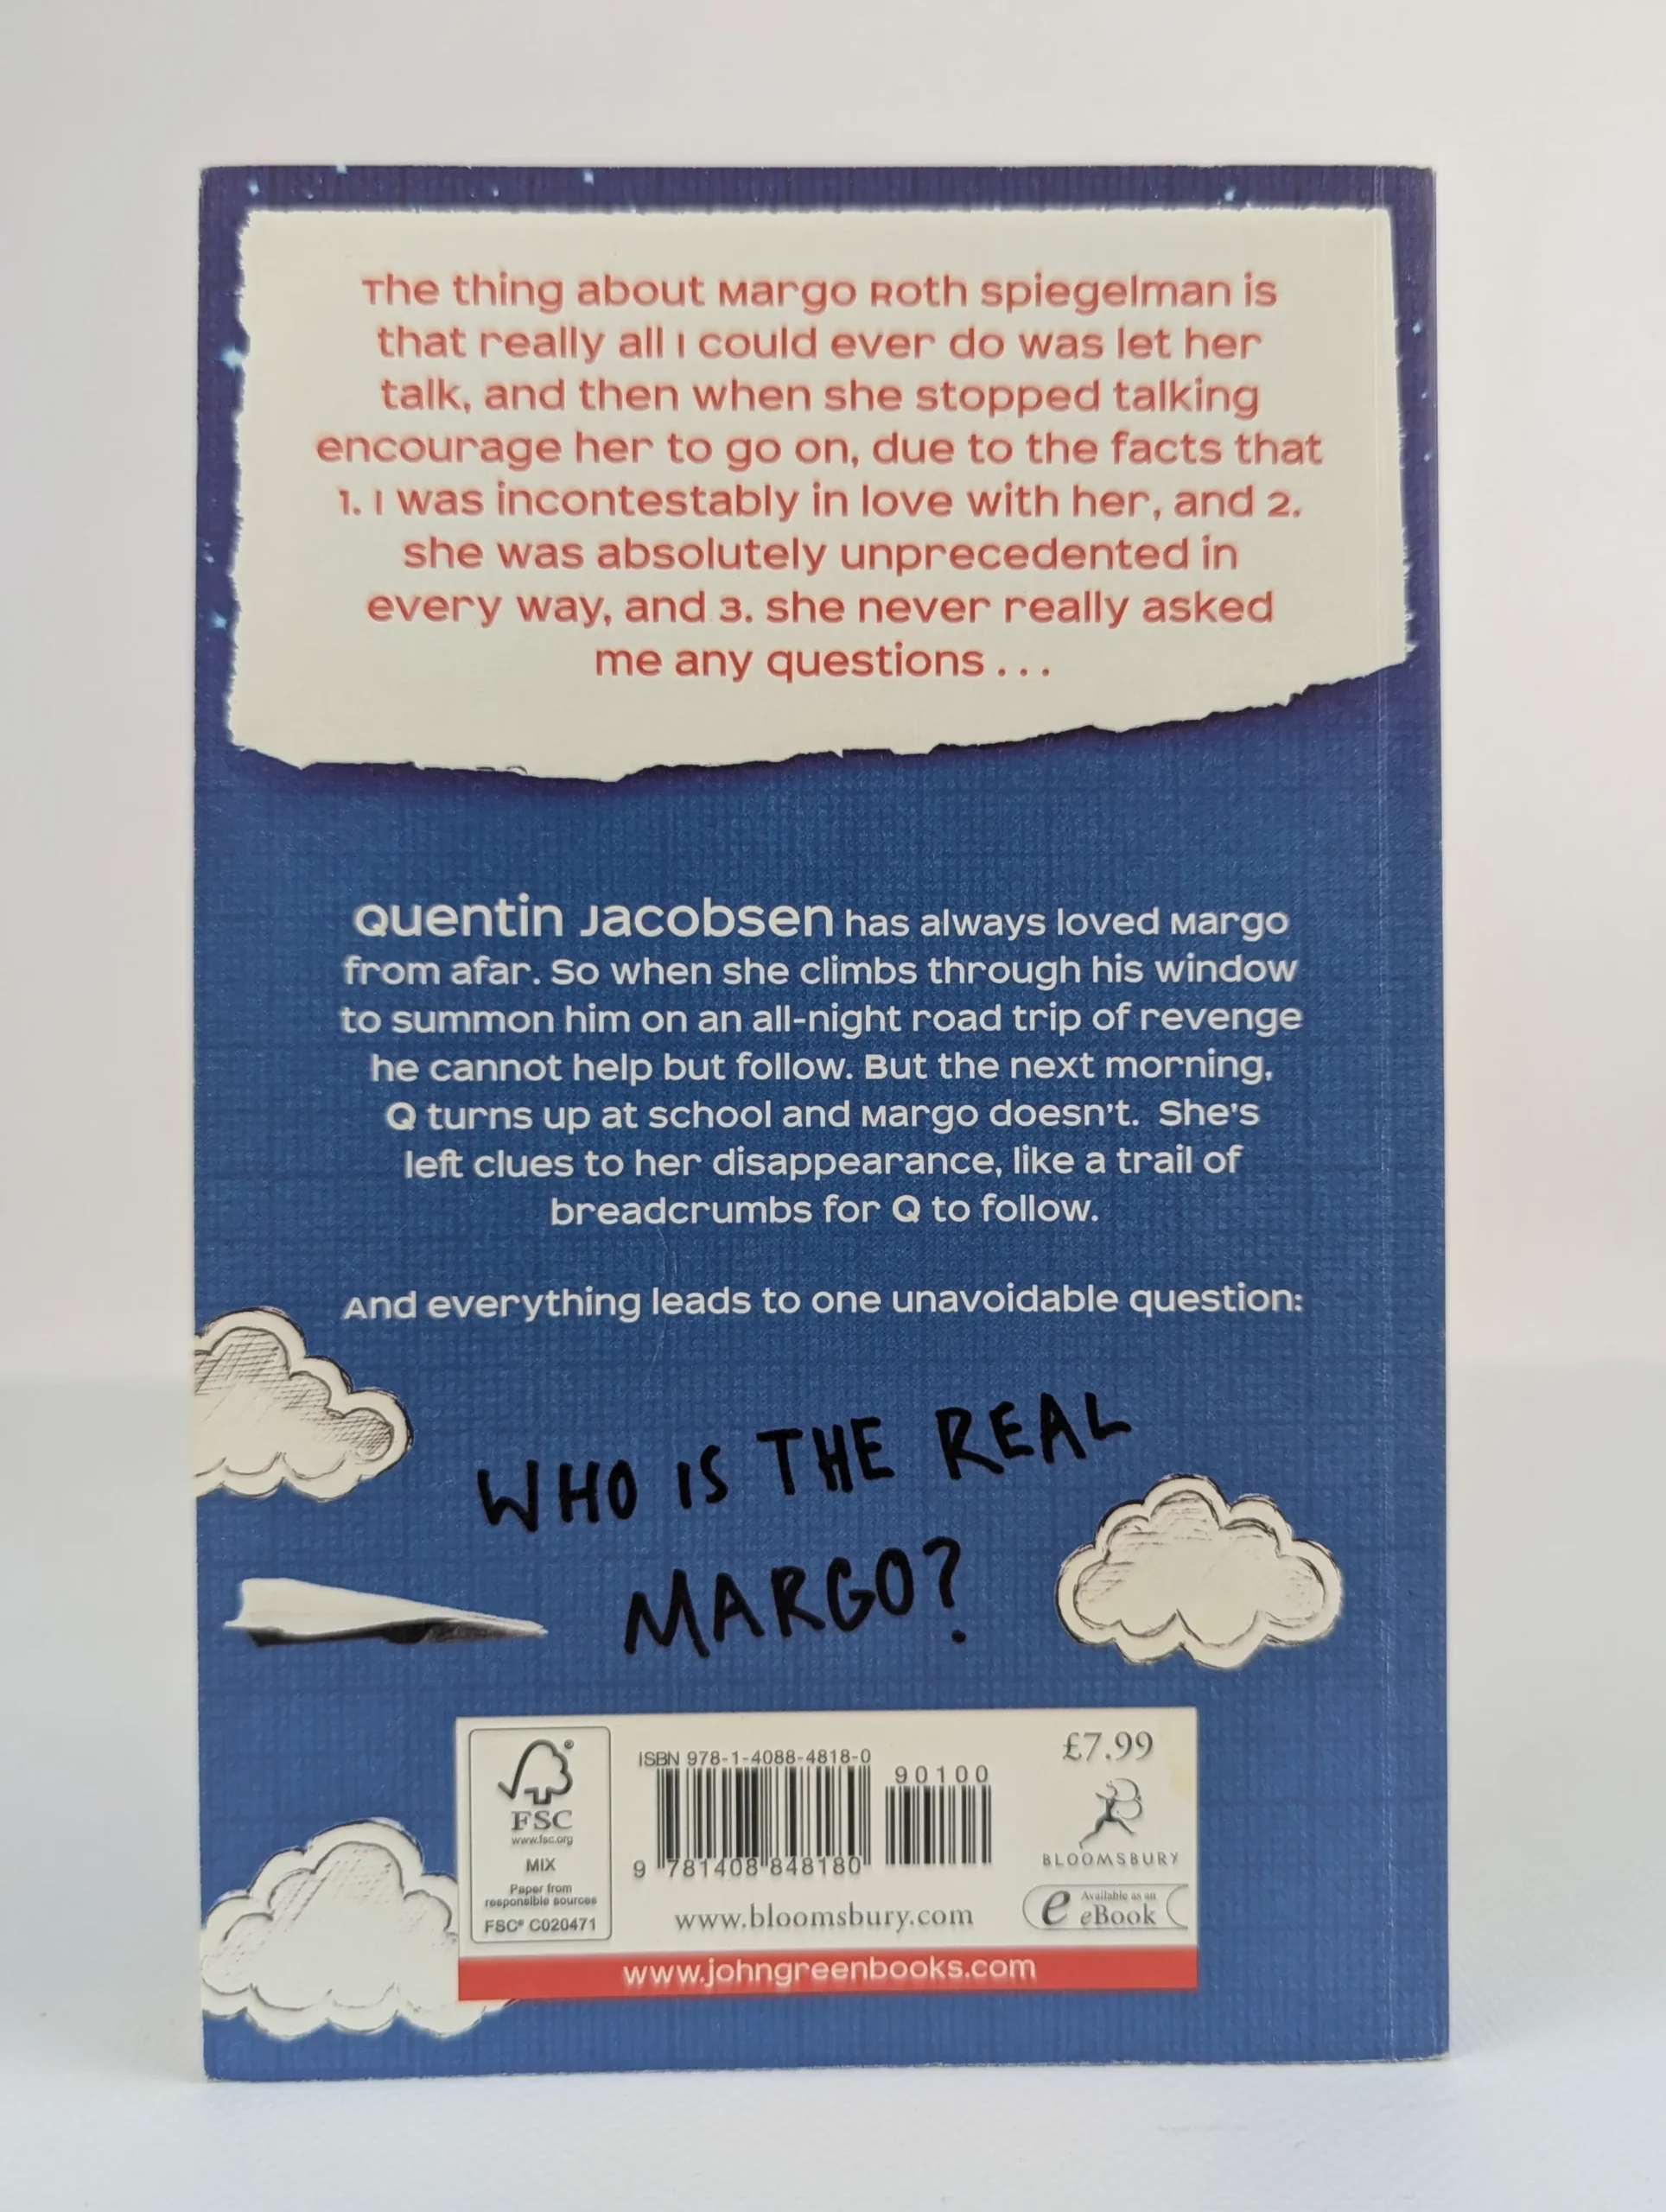 The thing about Margo Roth Spiegelman is
that really all I could ever do was let her
talk, and then when she stopped talking
encourage her to go on, due to the facts that
1. I was incontestably in love with her, and 2.
she was absolutely unprecedented in
every way, and 3. she never really asked
me any questions . . .
Quentin Jacobsen has always loved Margo
from afar. So when she climbs through his window
to summon him on an all-night road trip of revenge
he cannot help but follow. But the next morning,
Q turns up at school and Margo doesn't. She's
left clues to her disappearance, like a trail of
breadcrumbs for Q to follow.
And everything leads to one unavoidable question:
WHO IS THE REAL
MARGO?
FSC
www.fsc.org
MIX
Paper from
responsible sources
FSC® C020471
ISBN 978-1-4088-4818-0
90100
9 781408 848180
www.bloomsbury.com
£7.99
BLOOMSBURY
e
Available as an
eBook
www.johngreenbooks.com